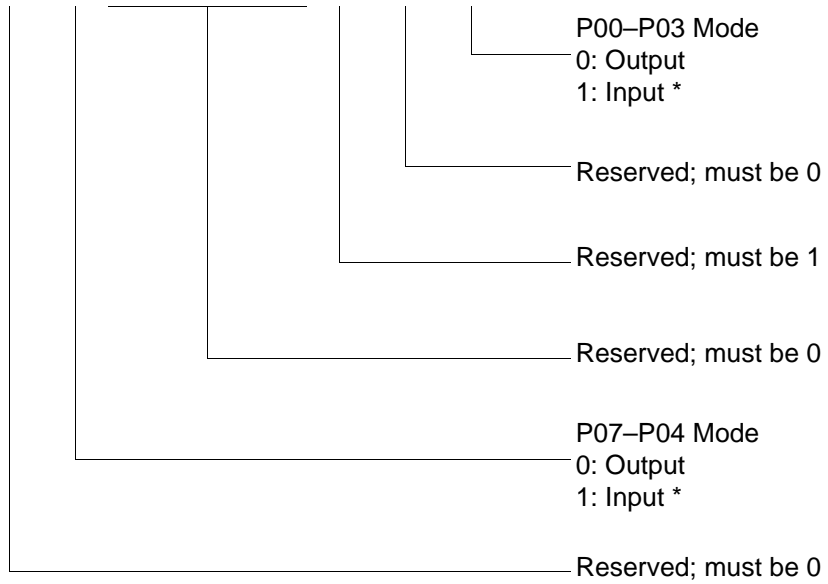 P00–P03 Mode
0: Output
1: Input *
Reserved; must be 0
Reserved; must be 1
Reserved; must be 0
P07–P04 Mode
0: Output
1: Input *
Reserved; must be 0